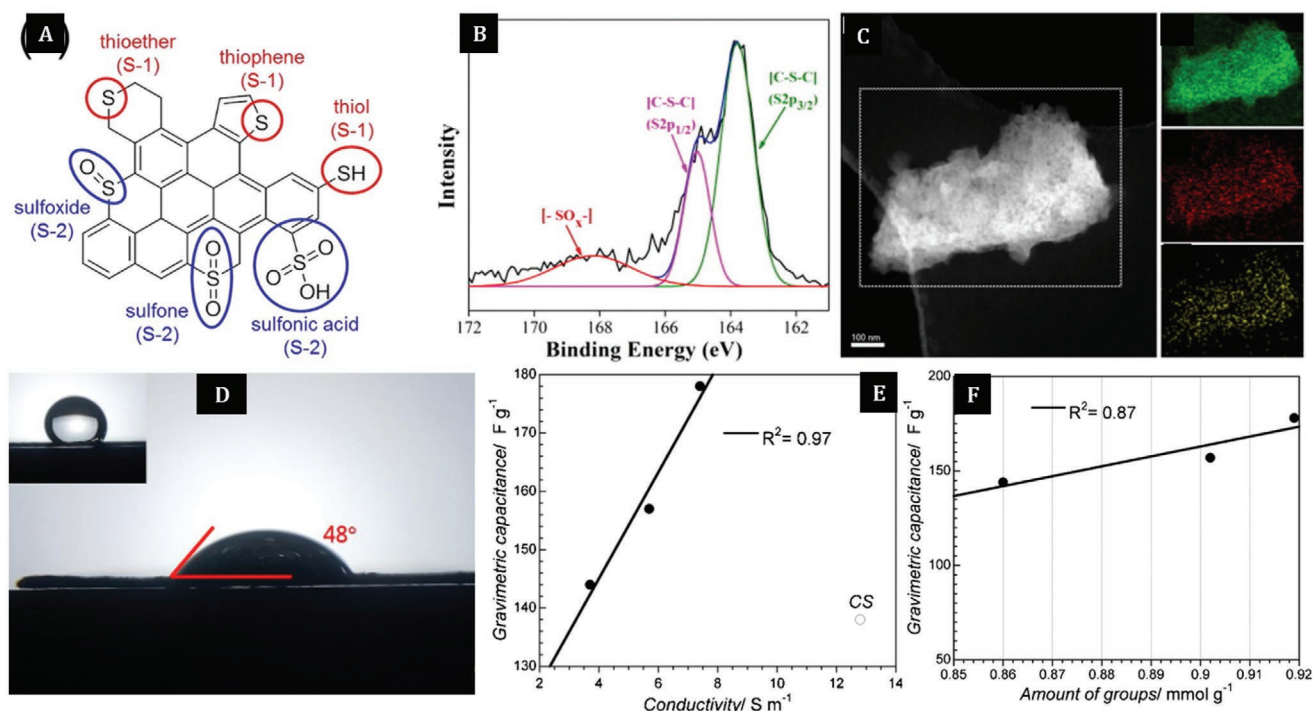 A
thioether
(S-1)
thiophene
(S-1)
thiol
(S-1)
S
S
SH
O
S
sulfoxide
(S-2)
O
S
O
sulfone
(S-2)
O
S
O
OH
sulfonic acid
(S-2)
B
[C-S-C]
(S2p3/2)
[C-S-C]
(S2p1/2)
[- SOx-]
Intensity
172 170 168 166 164 162
Binding Energy (eV)
C
100 nm
D
48°
E
180
170
160
150
140
130
Gravimetric capacitance/ F g-1
R2= 0.97
CS
2 4 6 8 10 12 14
Conductivity/ S m-1
F
200
150
100
50
Gravimetric capacitance/ F g-1
R2= 0.87
0.85 0.86 0.87 0.88 0.89 0.90 0.91 0.92
Amount of groups/ mmol g-1